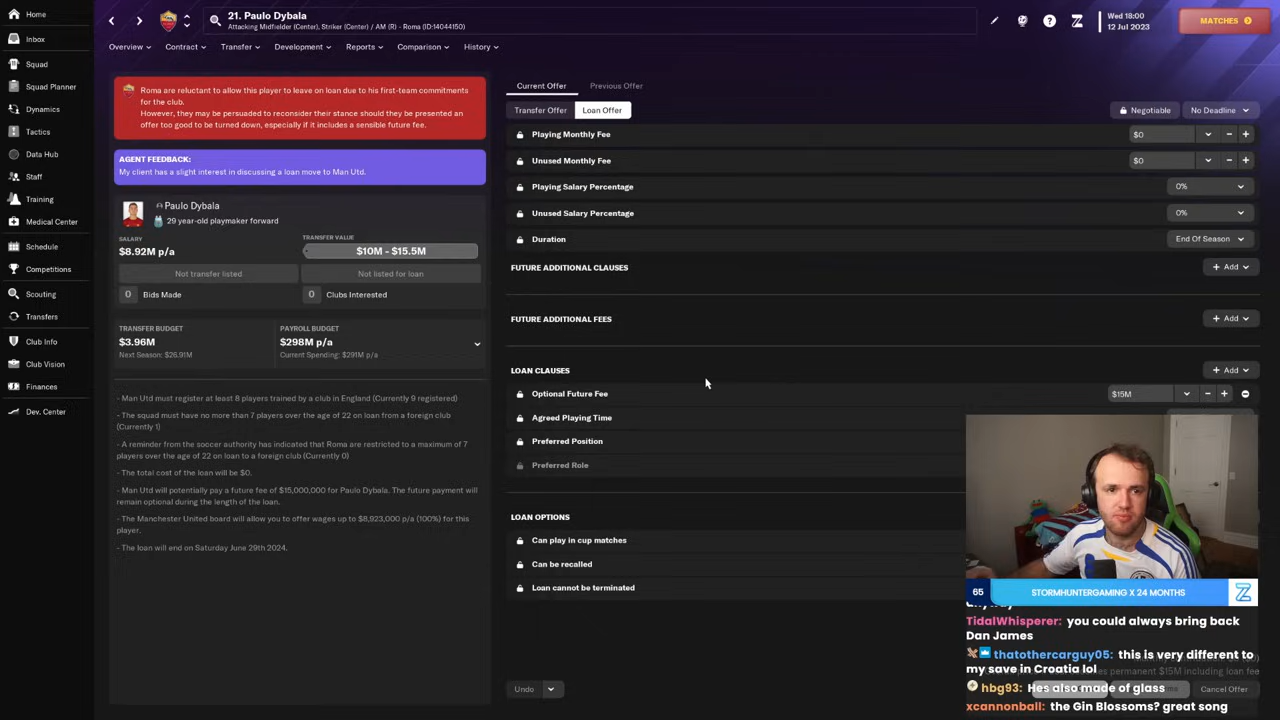 Home
Inbox
Squad
Squad Planner
Dynamics
Tactics
Data Hub
Staff
Training
Medical Center
Schedule
Competitions
Scouting
Transfers
Club Info
Club Vision
Finances
Dev. Center
21. Paulo Dybala
Attacking Midfielder (Center), Striker (Center) / AM (R) - Roma (ID:14044150)
Wed 18:00
12 Jul 2023
MATCHES
Overview
Contract
Transfer
Development
Reports
Comparison
History
Roma are reluctant to allow this player to leave on loan due to his first-team commitments
for the club.
However, they may be persuaded to reconsider their stance should they be presented an
offer too good to be turned down, especially if it includes a sensible future fee.
AGENT FEEDBACK:
My client has a slight interest in discussing a loan move to Man Utd.
Paulo Dybala
29 year-old playmaker forward
SALARY
$8.92M p/a
TRANSFER VALUE
$10M - $15.5M
Not transfer listed
Not listed for loan
0 Bids Made
0 Clubs Interested
TRANSFER BUDGET
$3.96M
Next Season: $26.91M
PAYROLL BUDGET
$298M p/a
Current Spending: $291M p/a
- Man Utd must register at least 8 players trained by a club in England (Currently 9 registered)
- The squad must have no more than 7 players over the age of 22 on loan from a foreign club
(Currently 1)
- A reminder from the soccer authority has indicated that Roma are restricted to a maximum of 7
players over the age of 22 on loan to a foreign club (Currently 0)
- The total cost of the loan will be $0.
- Man Utd will potentially pay a future fee of $15,000,000 for Paulo Dybala. The future payment will
remain optional during the length of the loan.
- The Manchester United board will allow you to offer wages up to $8,923,000 p/a (100%) for this
player.
- The loan will end on Saturday June 29th 2024.
Current Offer
Previous Offer
Transfer Offer
Loan Offer
Negotiable
No Deadline
Playing Monthly Fee
$0
Unused Monthly Fee
$0
Playing Salary Percentage
0%
Unused Salary Percentage
0%
Duration
End Of Season
FUTURE ADDITIONAL CLAUSES
+ Add
FUTURE ADDITIONAL FEES
+ Add
LOAN CLAUSES
+ Add
Optional Future Fee
$15M
Agreed Playing Time
Preferred Position
Preferred Role
LOAN OPTIONS
Can play in cup matches
Can be recalled
Loan cannot be terminated
Undo
Cancel Offer
65
STORMHUNTERGAMING X 24 MONTHS
anyway
TidalWhisperer: you could always bring back
Dan James
thatothercarguy05: this is very different to
my save in Croatia lol
hbg93: Hes also made of glass
xcannonball: the Gin Blossoms? great song